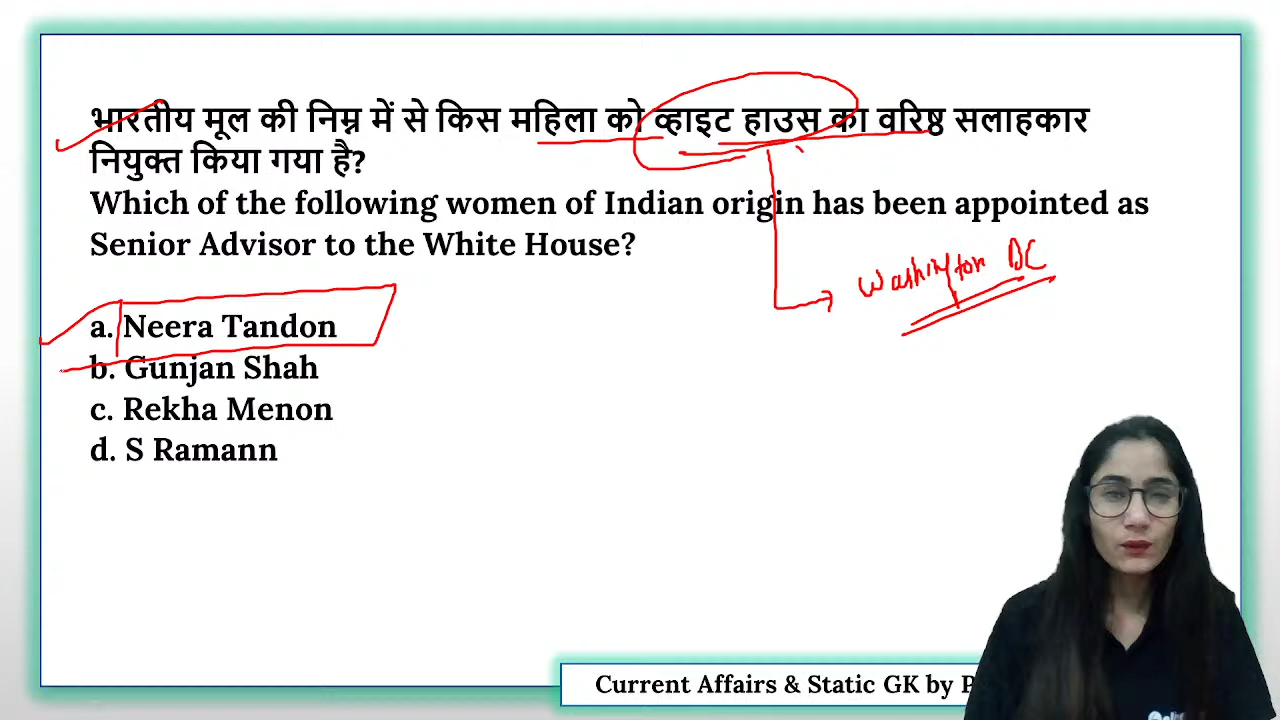 भारतीय मूल की निम्न में से किस महिला को व्हाइट हाउस का वरिष्ठ सलाहकार
नियुक्त किया गया है?
Which of the following women of Indian origin has been appointed as
Senior Advisor to the White House?
Washington DC
a. Neera Tandon
b. Gunjan Shah
c. Rekha Menon
d. S Ramann
Current Affairs & Static GK by